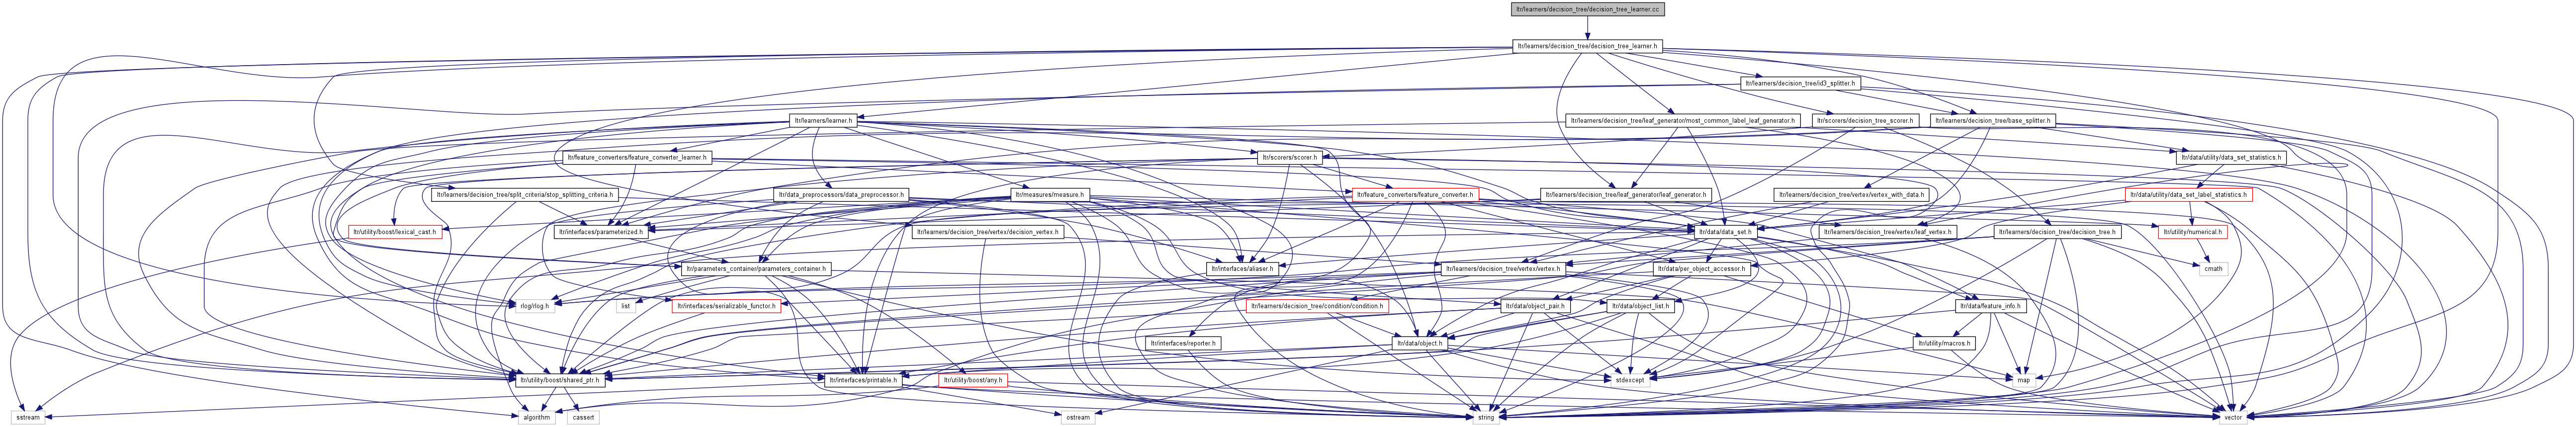 ltr/learners/decision_tree/decision_tree_learner.cc
ltr/learners/decision_tree/decision_tree_learner.h
ltr/learners/decision_tree/id3_splitter.h
ltr/learners/learner.h
ltr/learners/decision_tree/leaf_generator/most_common_label_leaf_generator.h
ltr/scorers/decision_tree_scorer.h
ltr/learners/decision_tree/base_splitter.h
ltr/feature_converters/feature_converter_learner.h
ltr/scorers/scorer.h
ltr/data/utility/data_set_statistics.h
ltr/learners/decision_tree/split_criteria/stop_splitting_criteria.h
ltr/data_preprocessors/data_preprocessor.h
ltr/measures/measure.h
ltr/feature_converters/feature_converter.h
ltr/learners/decision_tree/leaf_generator/leaf_generator.h
ltr/learners/decision_tree/vertex/vertex_with_data.h
ltr/data/utility/data_set_label_statistics.h
ltr/utility/boost/lexical_cast.h
ltr/interfaces/parameterized.h
ltr/learners/decision_tree/vertex/decision_vertex.h
ltr/data/data_set.h
ltr/learners/decision_tree/vertex/leaf_vertex.h
ltr/learners/decision_tree/decision_tree.h
ltr/utility/numerical.h
ltr/parameters_container/parameters_container.h
ltr/interfaces/aliaser.h
ltr/learners/decision_tree/vertex/vertex.h
ltr/data/per_object_accessor.h
cmath
rlog/rlog.h
list
ltr/interfaces/serializable_functor.h
ltr/learners/decision_tree/condition/condition.h
ltr/data/object_pair.h
ltr/data/object_list.h
ltr/data/feature_info.h
ltr/interfaces/reporter.h
ltr/data/object.h
ltr/utility/macros.h
ltr/utility/boost/shared_ptr.h
ltr/interfaces/printable.h
ltr/utility/boost/any.h
stdexcept
map
sstream
algorithm
cassert
ostream
string
vector